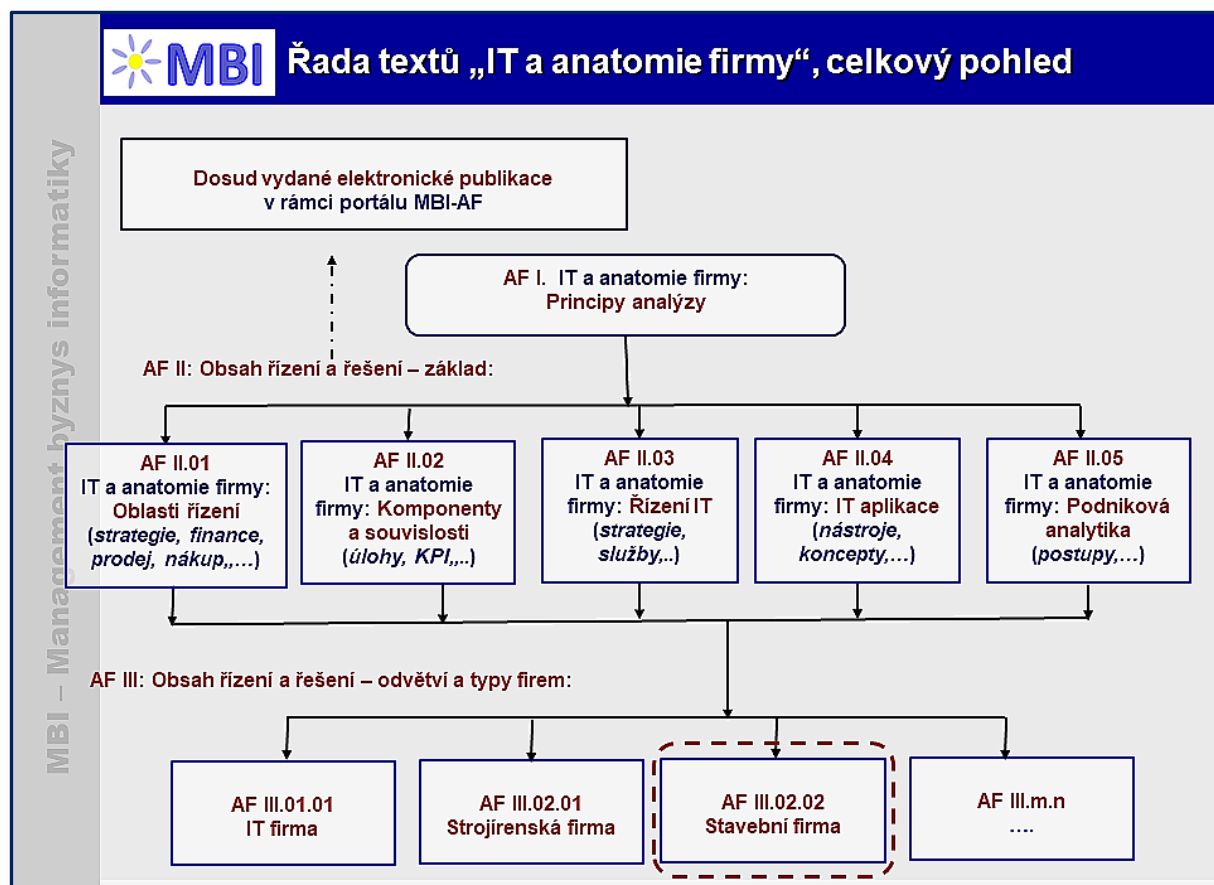 MBI
Řada textů „IT a anatomie firmy“, celkový pohled
MBI – Management byznys informatiky
Dosud vydané elektronické publikace
v rámci portálu MBI-AF
AF I. IT a anatomie firmy:
Principy analýzy
AF II: Obsah řízení a řešení – základ:
AF II.01
IT a anatomie firmy:
Oblasti řízení
(strategie, finance,
prodej, nákup,,…)
AF II.02
IT a anatomie
firmy: Komponenty
a souvislosti
(úlohy, KPI,,..)
AF II.03
IT a anatomie
firmy: Řízení IT
(strategie,
služby,..)
AF II.04
IT a anatomie
firmy: IT aplikace
(nástroje,
koncepty,…)
AF II.05
IT a anatomie
firmy: Podniková
analytika
(postupy,…)
AF III: Obsah řízení a řešení – odvětví a typy firem:
AF III.01.01
IT firma
AF III.02.01
Strojírenská firma
AF III.02.02
Stavební firma
AF III.m.n
....